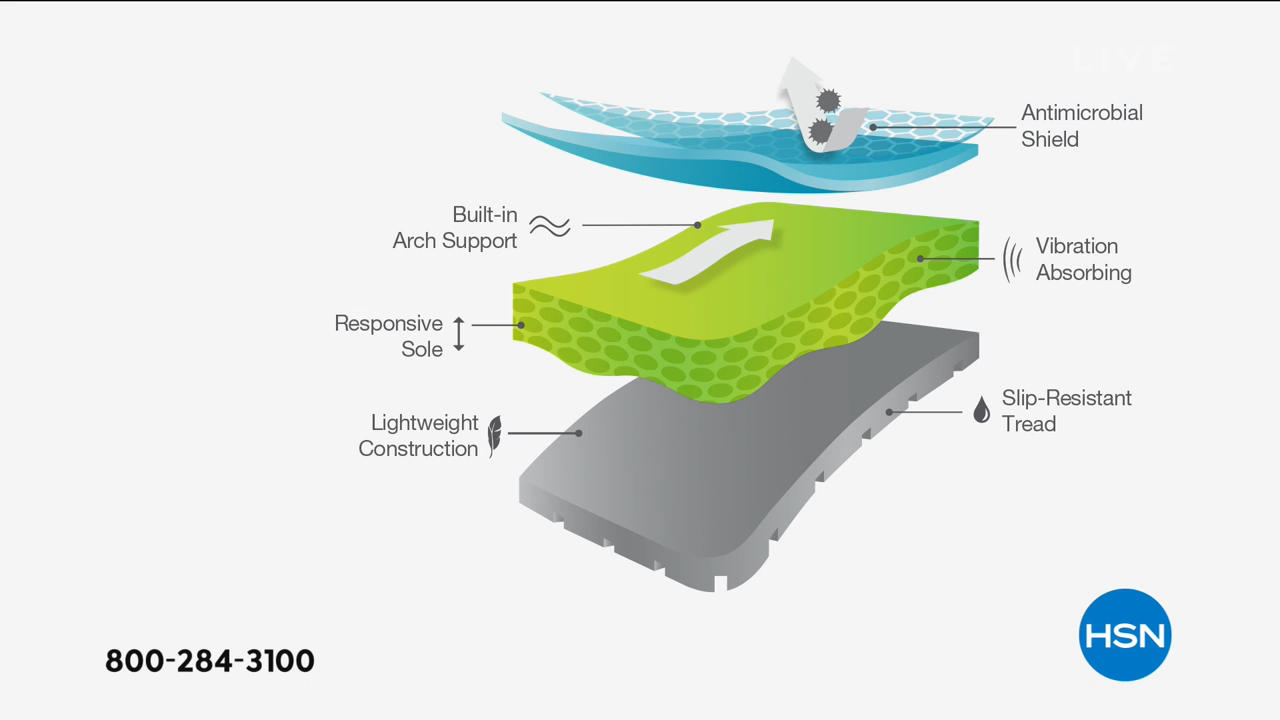 LIVE
Antimicrobial
Shield
Built-in
Arch Support
Vibration
Absorbing
Responsive
Sole
Slip-Resistant
Tread
Lightweight
Construction
800-284-3100
HSN